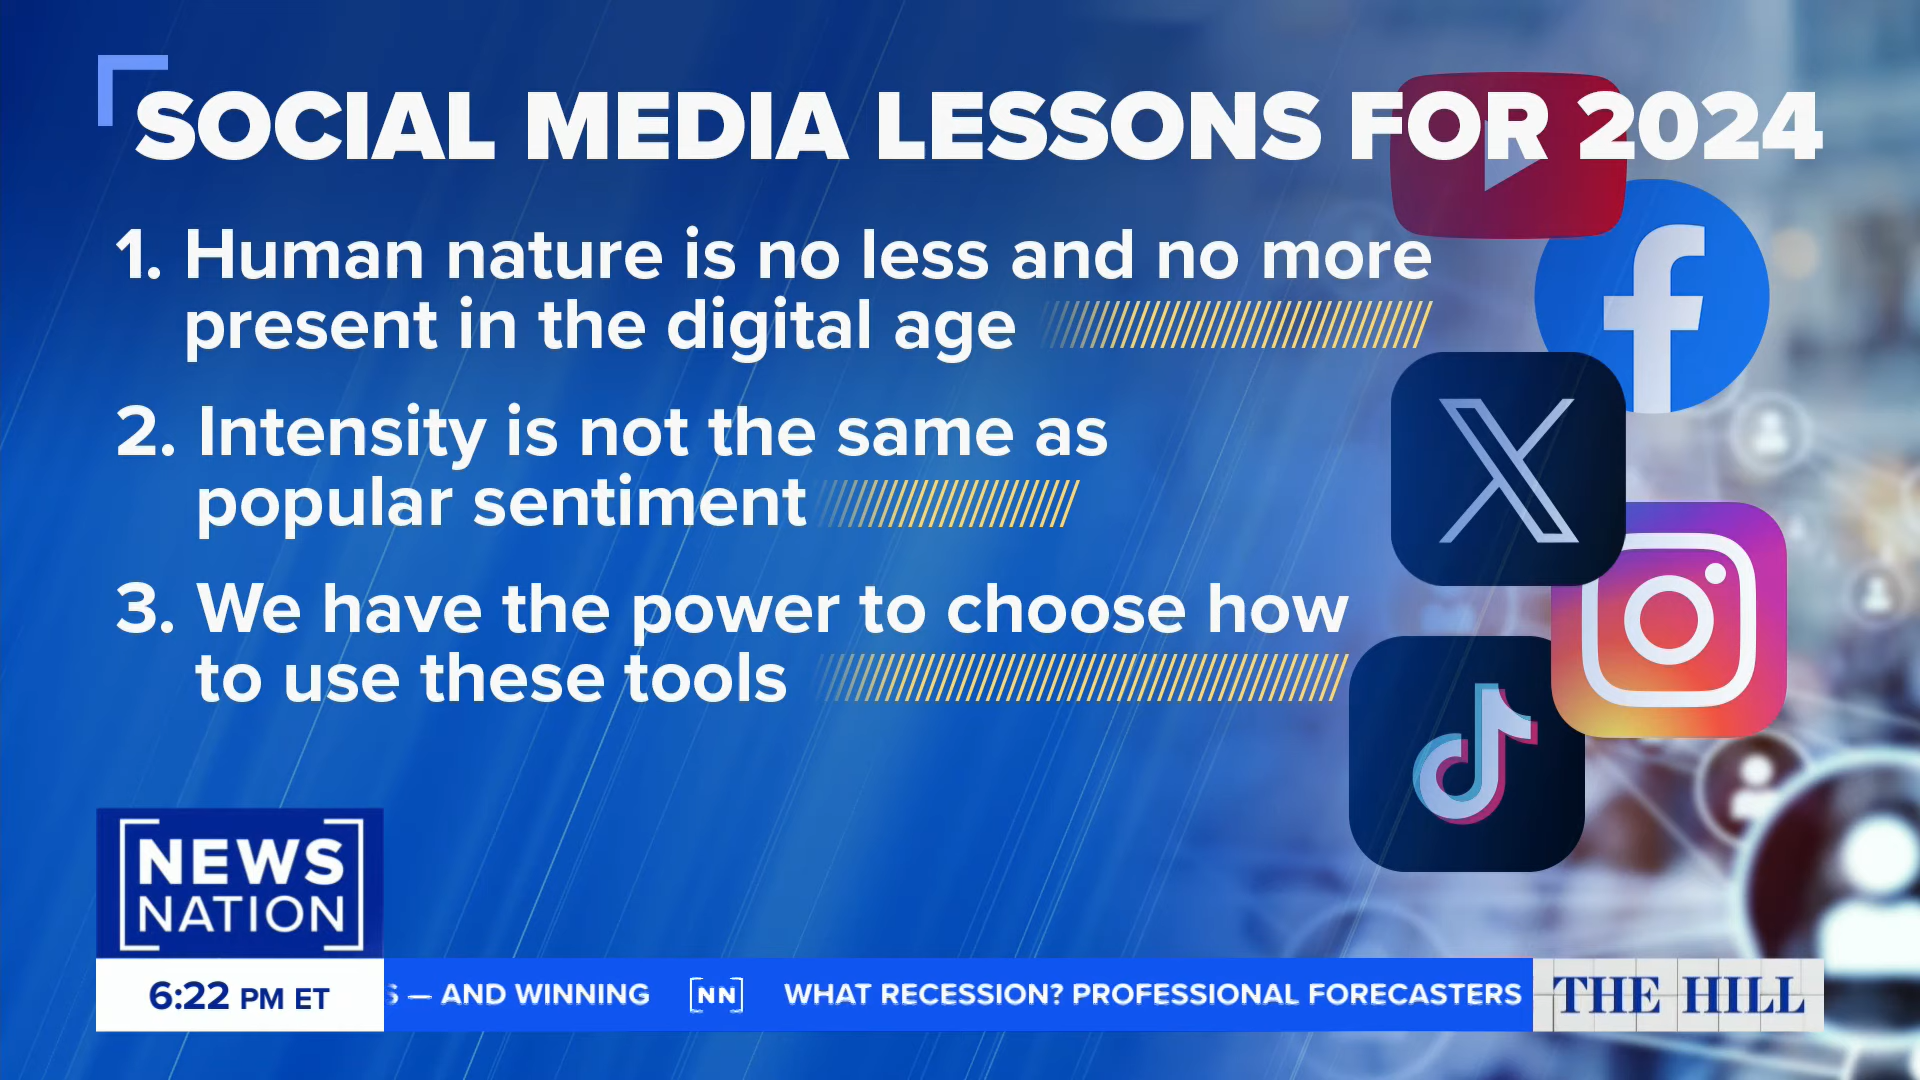 SOCIAL MEDIA LESSONS FOR 2024
1. Human nature is no less and no more
present in the digital age
2. Intensity is not the same as
popular sentiment
3. We have the power to choose how
to use these tools
NEWS
NATION
6:22 PM ET
— AND WINNING [NN] WHAT RECESSION? PROFESSIONAL FORECASTERS
THE HILL